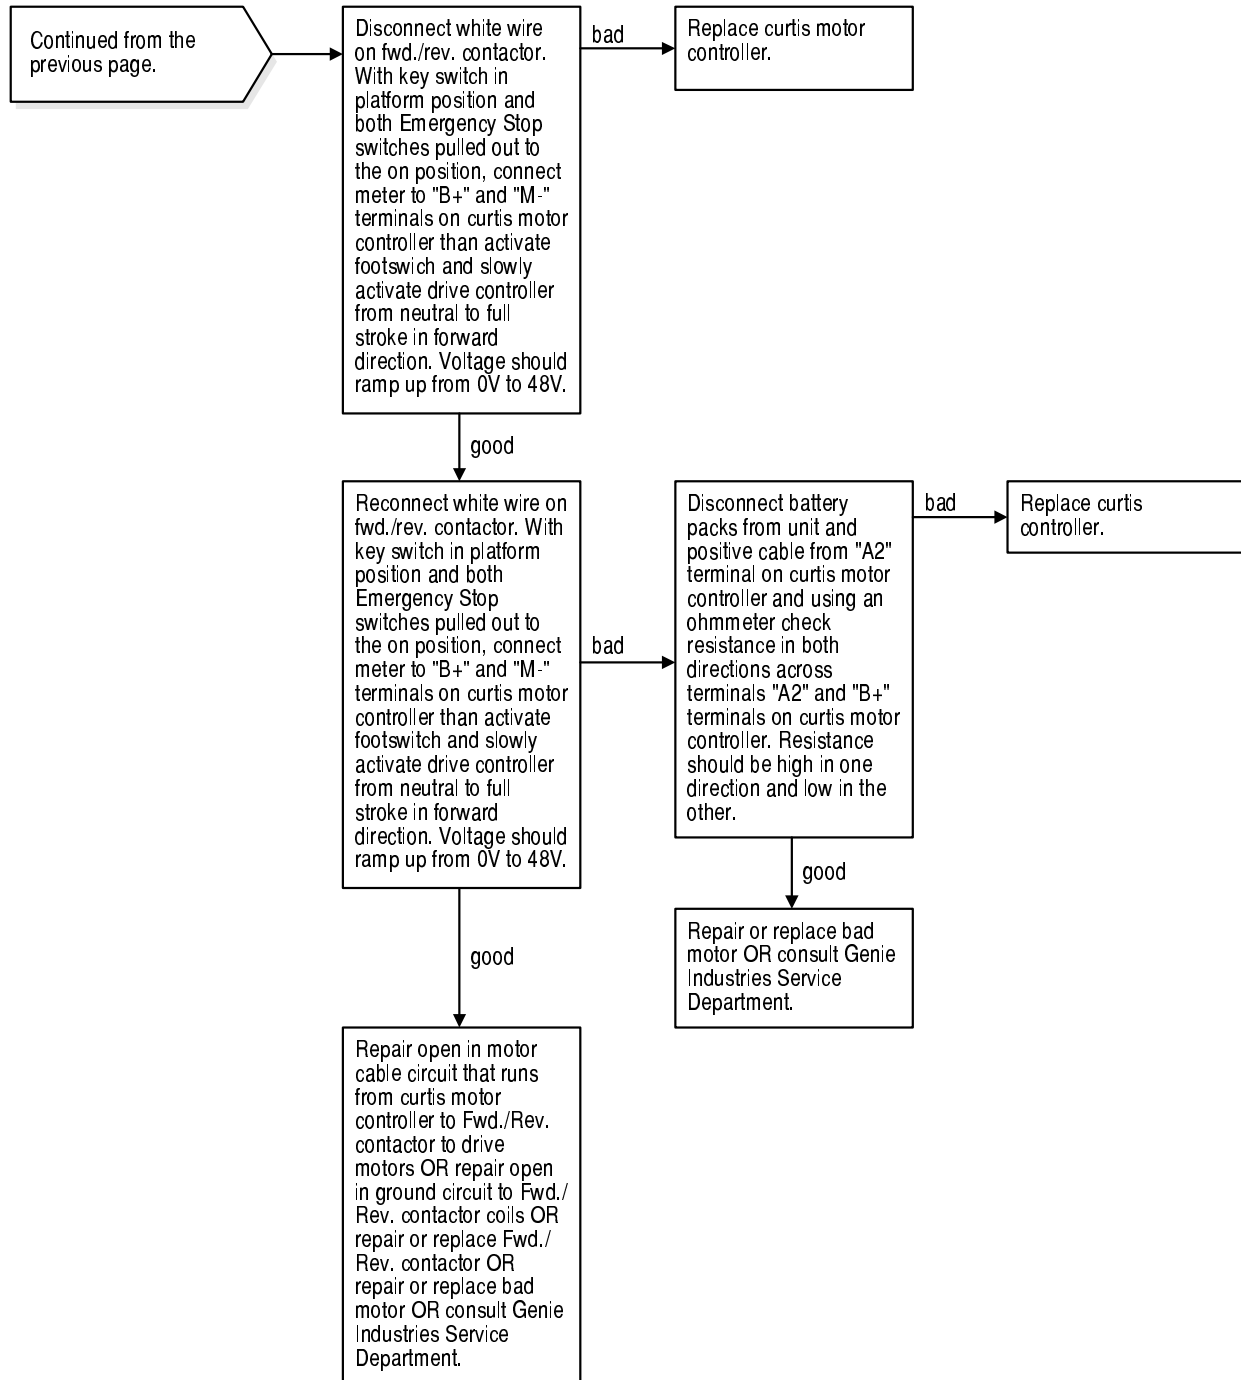 Continued from the
previous page.
Disconnect white wire
on fwd./rev. contactor.
With key switch in
platform position and
both Emergency Stop
switches pulled out to
the on position, connect
meter to "B+" and "M-"
terminals on curtis motor
controller than activate
footswich and slowly
activate drive controller
from neutral to full
stroke in forward
direction. Voltage should
ramp up from 0V to 48V.
bad
Replace curtis motor
controller.
good
Reconnect white wire on
fwd./rev. contactor. With
key switch in platform
position and both
Emergency Stop
switches pulled out to
the on position, connect
meter to "B+" and "M-"
terminals on curtis motor
controller than activate
footswitch and slowly
activate drive controller
from neutral to full
stroke in forward
direction. Voltage should
ramp up from 0V to 48V.
bad
Disconnect battery
packs from unit and
positive cable from "A2"
terminal on curtis motor
controller and using an
ohmmeter check
resistance in both
directions across
terminals "A2" and "B+"
terminals on curtis motor
controller. Resistance
should be high in one
direction and low in the
other.
bad
Replace curtis
controller.
good
Repair or replace bad
motor OR consult Genie
Industries Service
Department.
good
Repair open in motor
cable circuit that runs
from curtis motor
controller to Fwd./Rev.
contactor to drive
motors OR repair open
in ground circuit to Fwd./
Rev. contactor coils OR
repair or replace Fwd./
Rev. contactor OR
repair or replace bad
motor OR consult Genie
Industries Service
Department.